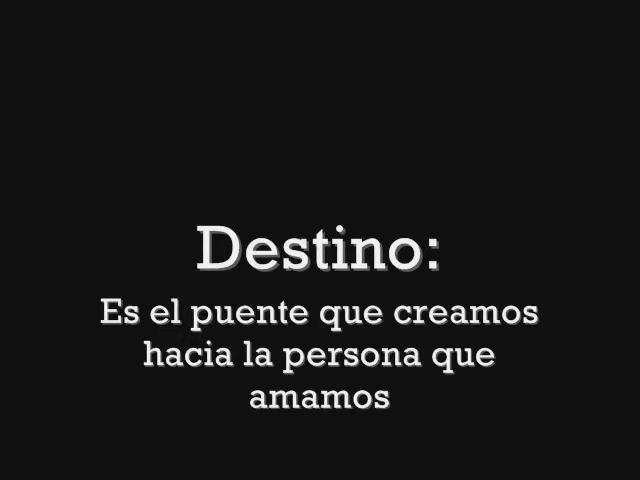 Destino:
Es el puente que creamos
hacia la persona que
amamos